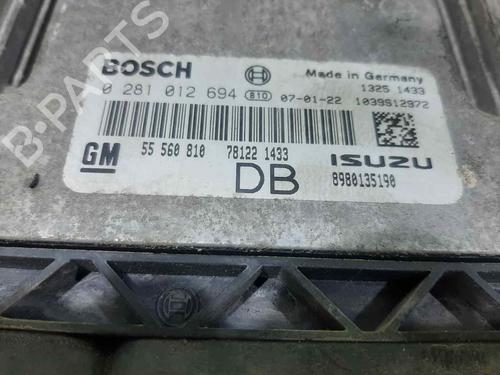 BOSCH
Made in Germany
1325 1433
0 281 012 694 810 07-01-22 1039S12972
GM 55 560 810 78122 1433 ISUZU
DB 8980135190
B-PARTS